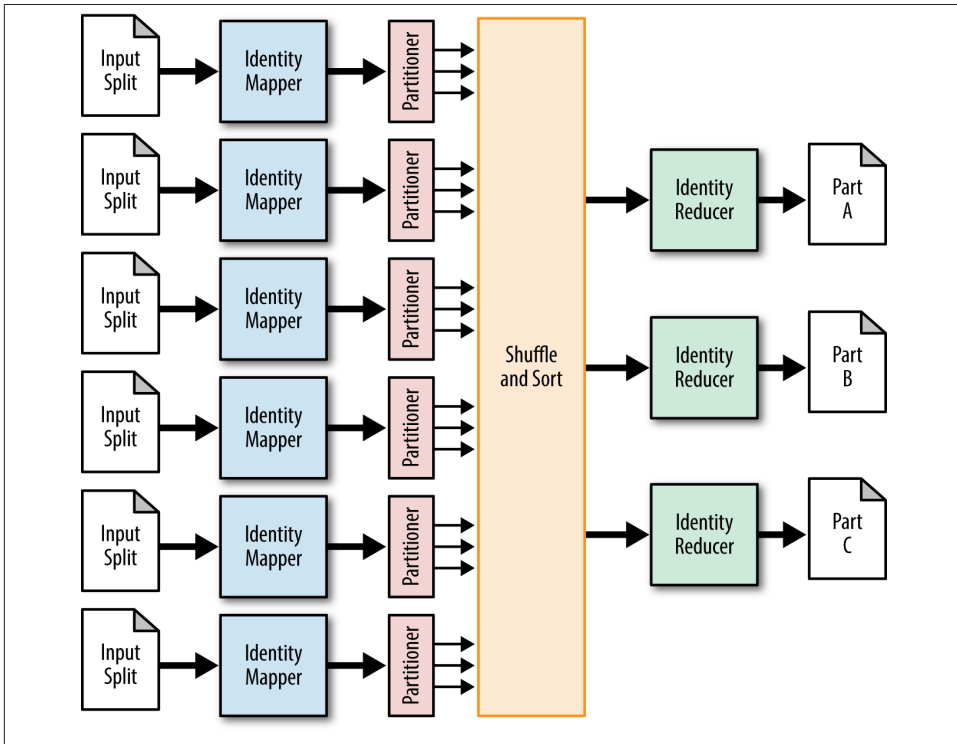 Input
Split
Identity
Mapper
Partitioner
Input
Split
Identity
Mapper
Partitioner
Input
Split
Identity
Mapper
Partitioner
Input
Split
Identity
Mapper
Partitioner
Input
Split
Identity
Mapper
Partitioner
Input
Split
Identity
Mapper
Partitioner
Shuffle
and Sort
Identity
Reducer
Part
A
Identity
Reducer
Part
B
Identity
Reducer
Part
C